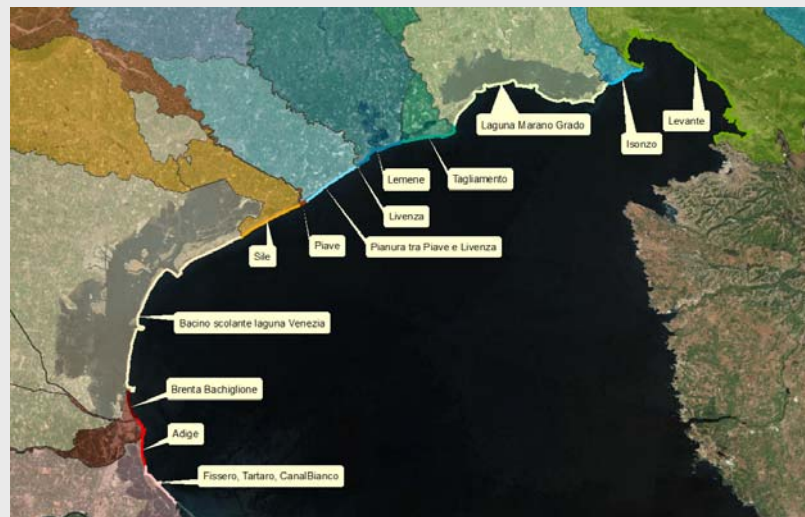 Laguna Marano Grado
Levante
Isonzo
Lemene
Tagliamento
Livenza
Piave
Pianura tra Piave e Livenza
Sile
Bacino scolante laguna Venezia
Brenta Bachiglione
Adige
Fissero, Tartaro, CanalBianco